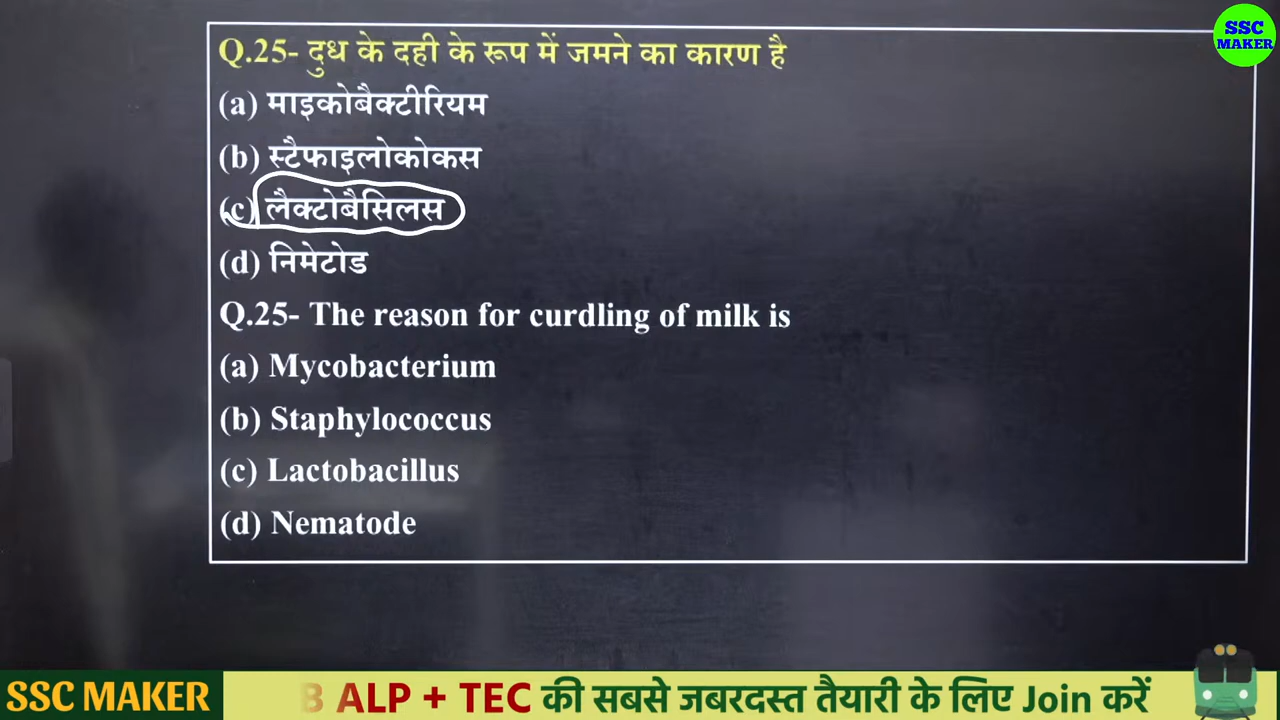 SSC
MAKER
Q.25- दुध के दही के रूप में जमने का कारण है
(a) माइकोबैक्टीरियम
(b) स्टैफाइलोकोकस
(c) लैक्टोबैसिलस
(d) निमेटोड
Q.25- The reason for curdling of milk is
(a) Mycobacterium
(b) Staphylococcus
(c) Lactobacillus
(d) Nematode
SSC MAKER
B ALP + TEC की सबसे जबरदस्त तैयारी के लिए Join करें